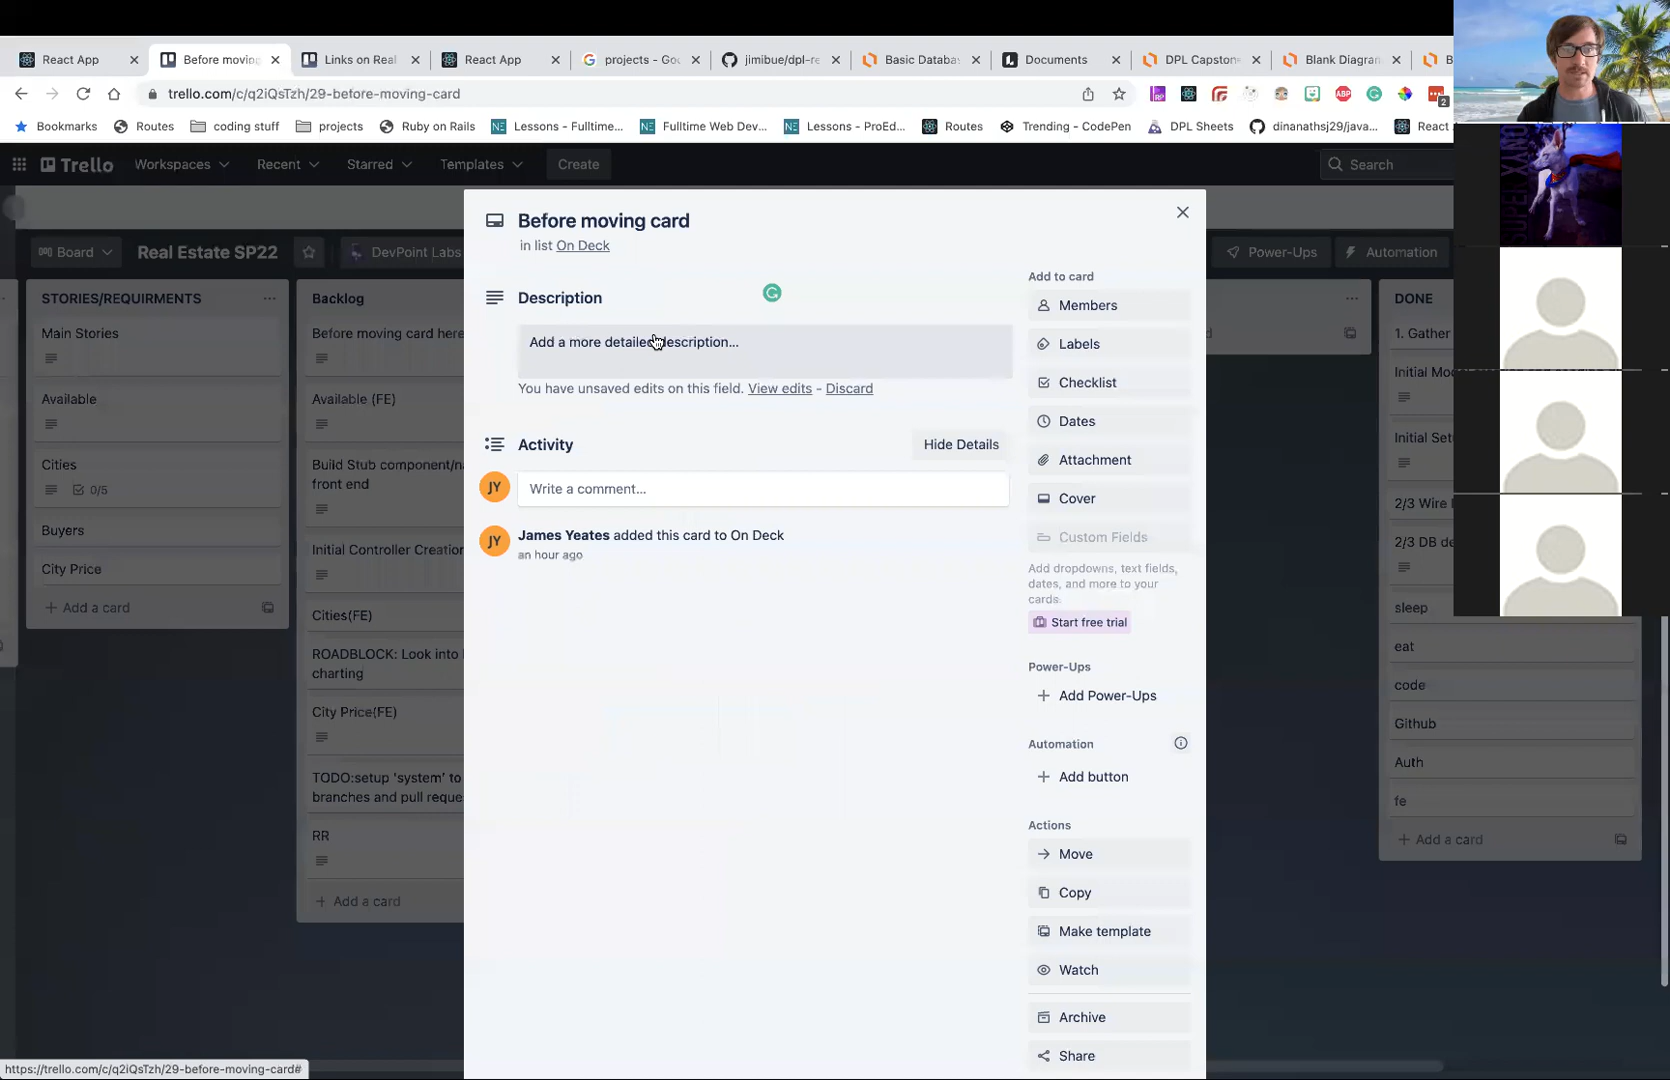 React App
Before moving
Links on Real
React App
projects - Goo
jimibue/dpl-re
Basic Databa
Documents
DPL Capston
Blank Diagran
B
trello.com/c/q2iQsTzh/29-before-moving-card
ABP
2
Bookmarks
Routes
coding stuff
projects
Ruby on Rails
Lessons - Fulltime...
Fulltime Web Dev...
Lessons - ProEd...
Routes
Trending - CodePen
DPL Sheets
dinanathsj29/java...
React
Trello
Workspaces
Recent
Starred
Templates
Create
Search
Board
Real Estate SP22
DevPoint Labs
Power-Ups
Automation
STORIES/REQUIRMENTS
Main Stories
Available
Cities
0/5
Buyers
City Price
+ Add a card
Backlog
Before moving card here
Available (FE)
Build Stub component/na
front end
Initial Controller Creation
Cities(FE)
ROADBLOCK: Look into
charting
City Price(FE)
TODO:setup 'system' to
branches and pull reque
RR
+ Add a card
Before moving card
in list On Deck
Description
Add a more detailed description...
You have unsaved edits on this field. View edits - Discard
Activity
Hide Details
JY
Write a comment...
JY
James Yeates added this card to On Deck
an hour ago
Add to card
Members
Labels
Checklist
Dates
Attachment
Cover
Custom Fields
Add dropdowns, text fields,
dates, and more to your
cards.
Start free trial
Power-Ups
+ Add Power-Ups
Automation
+ Add button
Actions
Move
Copy
Make template
Watch
Archive
Share
DONE
1. Gather
Initial Mod
Initial Setu
2/3 Wire
2/3 DB de
sleep
eat
code
Github
Auth
fe
+ Add a card
https://trello.com/c/q2iQsTzh/29-before-moving-card#